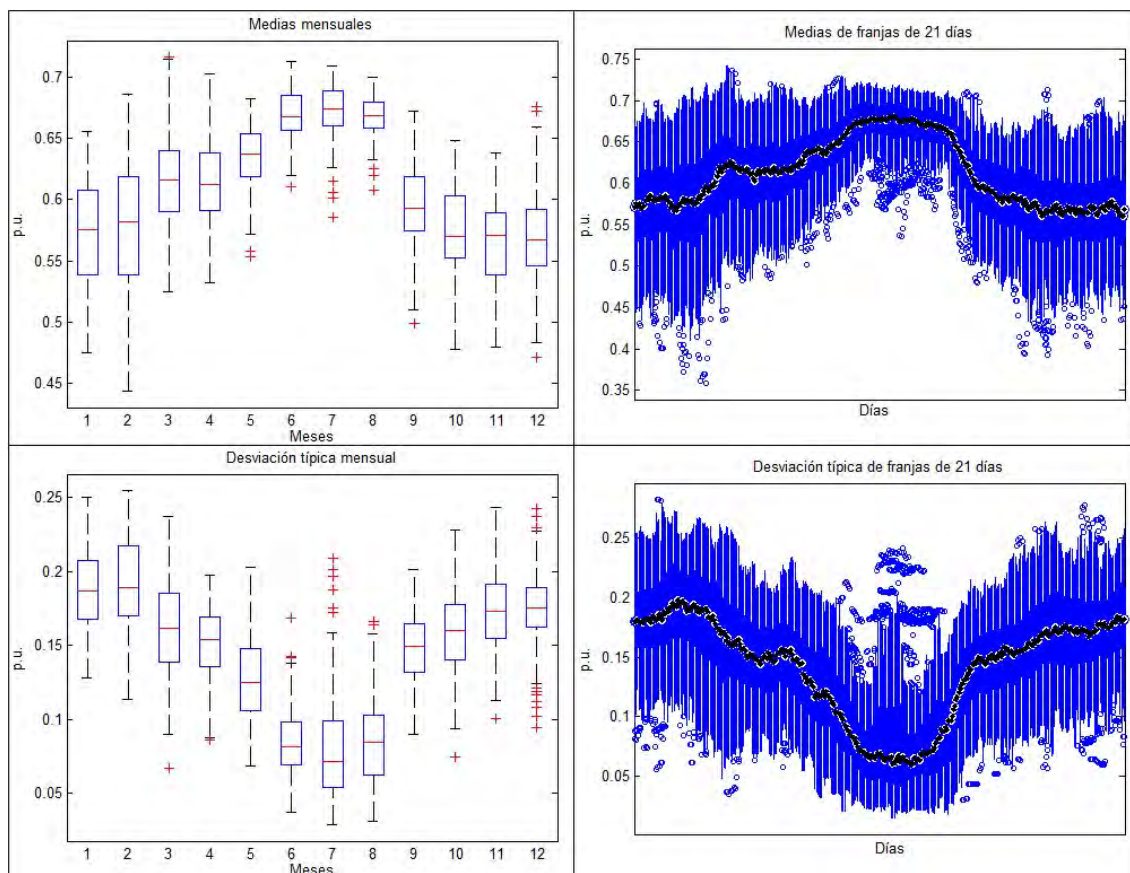 Medias mensuales
0.7
0.65
0.6
0.55
0.5
0.45
p.u.
1 2 3 4 5 6 7 8 9 10 11 12
Meses
Medias de franjas de 21 días
0.75
0.7
0.65
0.6
0.55
0.5
0.45
0.4
0.35
p.u.
Días
Desviación típica mensual
0.25
0.2
0.15
0.1
0.05
p.u.
1 2 3 4 5 6 7 8 9 10 11 12
Meses
Desviación típica de franjas de 21 días
0.25
0.2
0.15
0.1
0.05
p.u.
Días